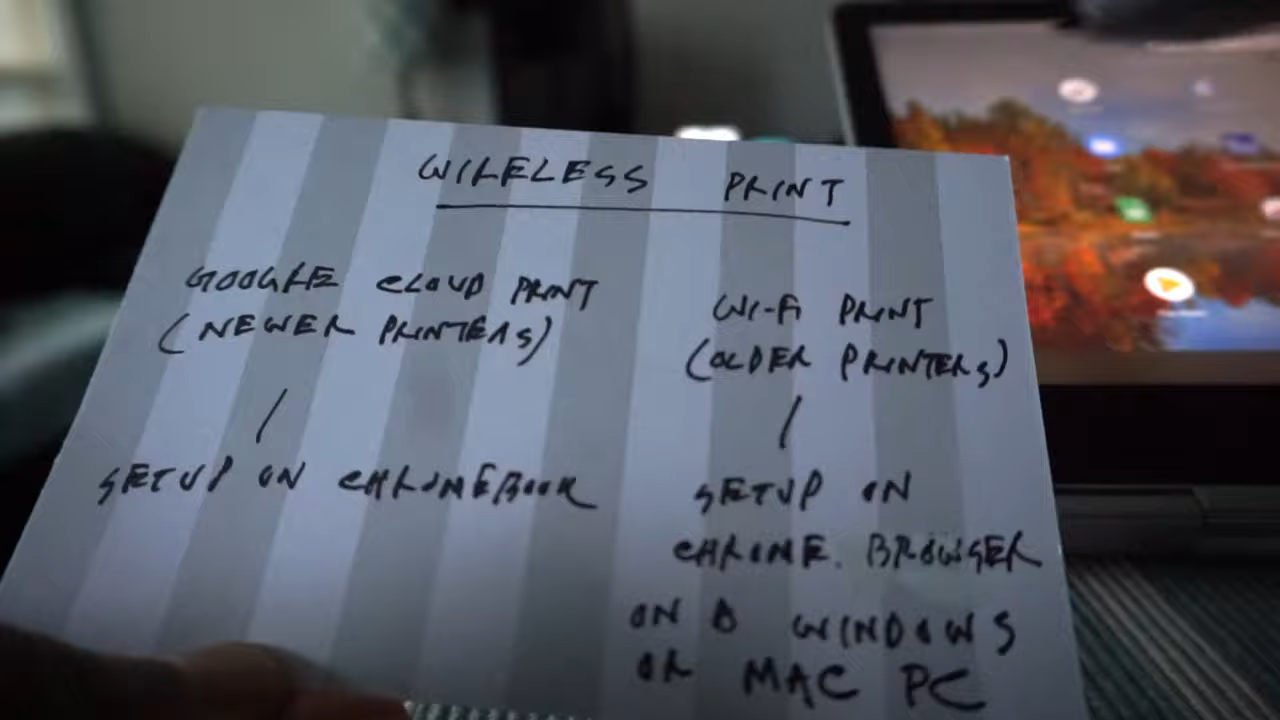 WIRELESS PRINT
GOOGLE CLOUD PRINT
(NEWER PRINTERS)
SETUP ON CHROMEBOOK
WI-FI PRINT
(OLDER PRINTERS)
SETUP ON
CHROME BROWSER
ON A WINDOWS
OR MAC PC